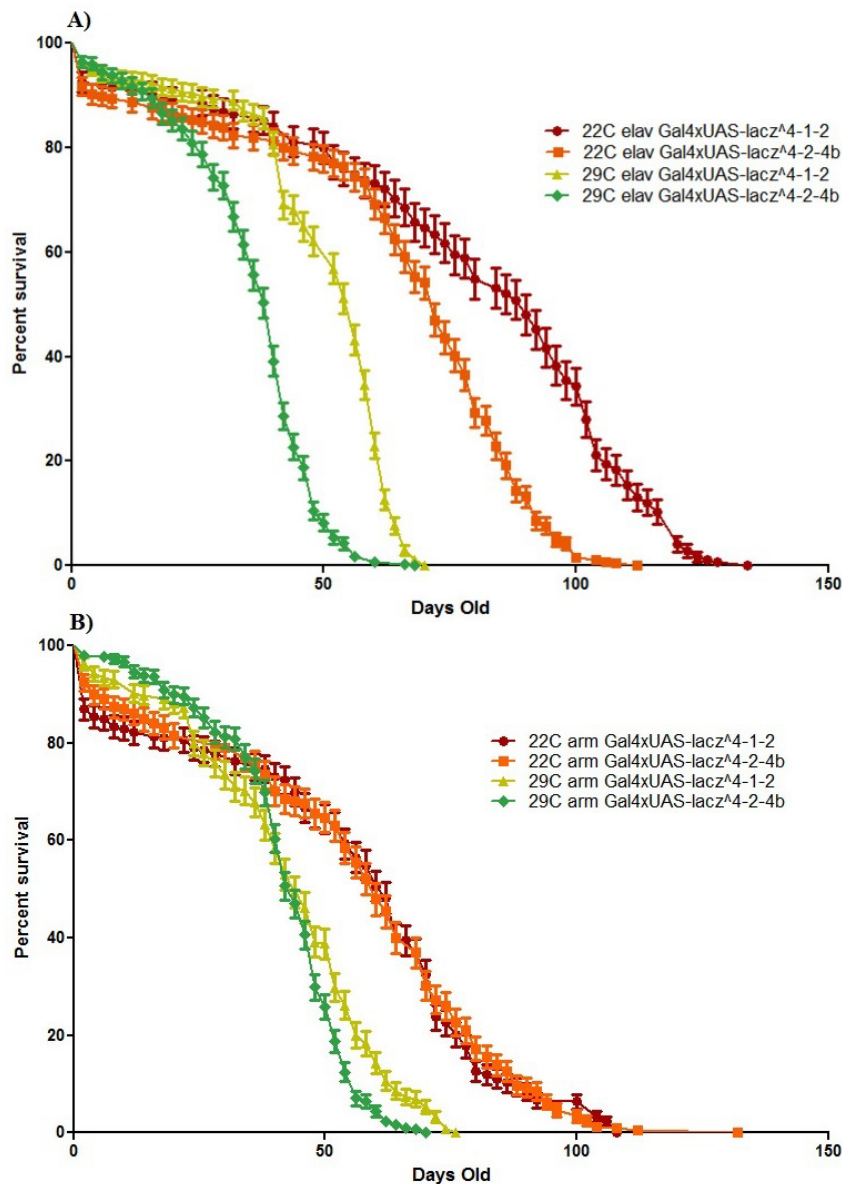 A)
100
80
60
40
20
0
Percent survival
22C elav Gal4xUAS-lacz^4-1-2
22C elav Gal4xUAS-lacz^4-2-4b
29C elav Gal4xUAS-lacz^4-1-2
29C elav Gal4xUAS-lacz^4-2-4b
0 50 100 150
Days Old
B)
100
80
60
40
20
0
Percent survival
22C arm Gal4xUAS-lacz^4-1-2
22C arm Gal4xUAS-lacz^4-2-4b
29C arm Gal4xUAS-lacz^4-1-2
29C arm Gal4xUAS-lacz^4-2-4b
0 50 100 150
Days Old